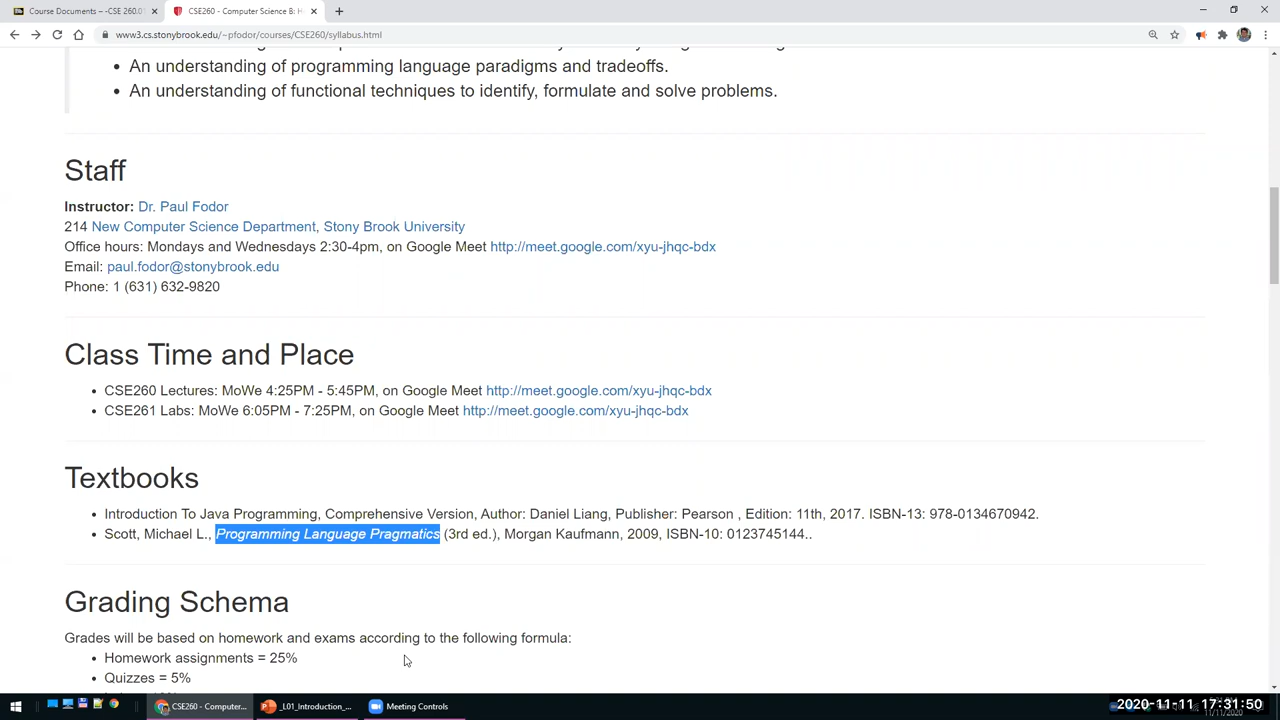 Course Documents – -CSE 260.01
CSE260 - Computer Science B: H
www3.cs.stonybrook.edu/~pfodor/courses/CSE260/syllabus.html
An understanding of programming language paradigms and tradeoffs.
An understanding of functional techniques to identify, formulate and solve problems.
Staff
Instructor: Dr. Paul Fodor
214 New Computer Science Department, Stony Brook University
Office hours: Mondays and Wednesdays 2:30-4pm, on Google Meet http://meet.google.com/xyu-jhqc-bdx
Email: paul.fodor@stonybrook.edu
Phone: 1 (631) 632-9820
Class Time and Place
CSE260 Lectures: MoWe 4:25PM - 5:45PM, on Google Meet http://meet.google.com/xyu-jhqc-bdx
CSE261 Labs: MoWe 6:05PM - 7:25PM, on Google Meet http://meet.google.com/xyu-jhqc-bdx
Textbooks
Introduction To Java Programming, Comprehensive Version, Author: Daniel Liang, Publisher: Pearson , Edition: 11th, 2017. ISBN-13: 978-0134670942.
Scott, Michael L., Programming Language Pragmatics (3rd ed.), Morgan Kaufmann, 2009, ISBN-10: 0123745144..
Grading Schema
Grades will be based on homework and exams according to the following formula:
Homework assignments = 25%
Quizzes = 5%
CSE260 - Computer...
_L01_Introduction_...
Meeting Controls
2020-11-11 17:31:50
11/11/2020